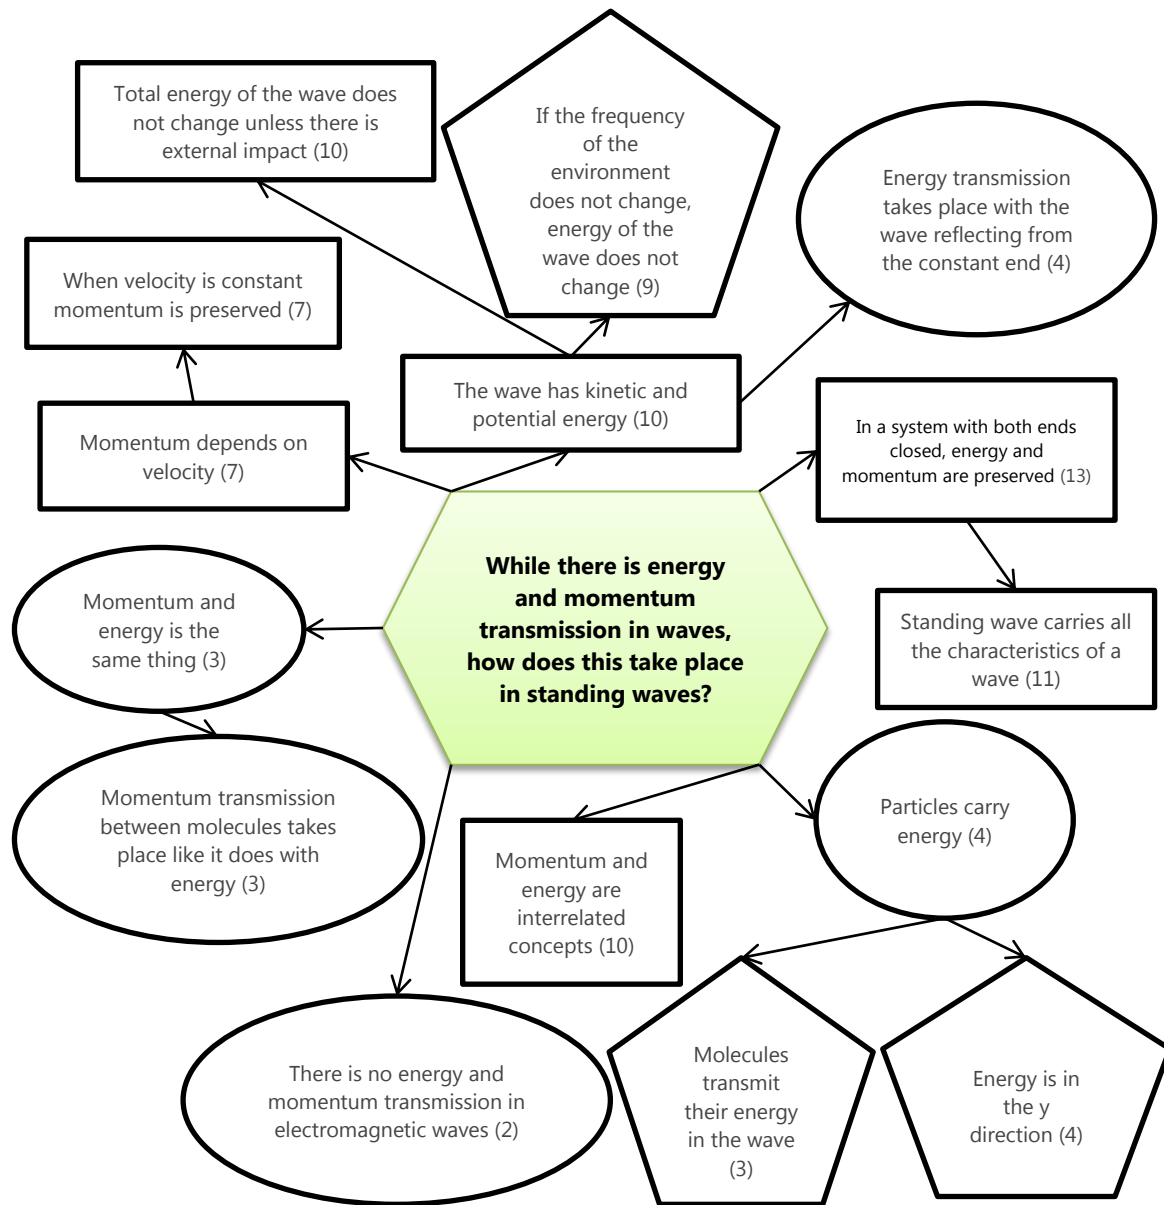 Total energy of the wave does
not change unless there is
external impact (10)
If the frequency
of the
environment
does not change,
energy of the
wave does not
change (9)
Energy transmission
takes place with the
wave reflecting from
the constant end (4)
When velocity is constant
momentum is preserved (7)
The wave has kinetic and
potential energy (10)
Momentum depends on
velocity (7)
In a system with both ends
closed, energy and
momentum are preserved (13)
While there is energy
and momentum
transmission in waves,
how does this take place
in standing waves?
Momentum and
energy is the
same thing (3)
Standing wave carries all
the characteristics of a
wave (11)
Momentum transmission
between molecules takes
place like it does with
energy (3)
Particles carry
energy (4)
Momentum and
energy are
interrelated
concepts (10)
There is no energy and
momentum transmission in
electromagnetic waves (2)
Molecules
transmit
their energy
in the wave
(3)
Energy is in
the y
direction (4)